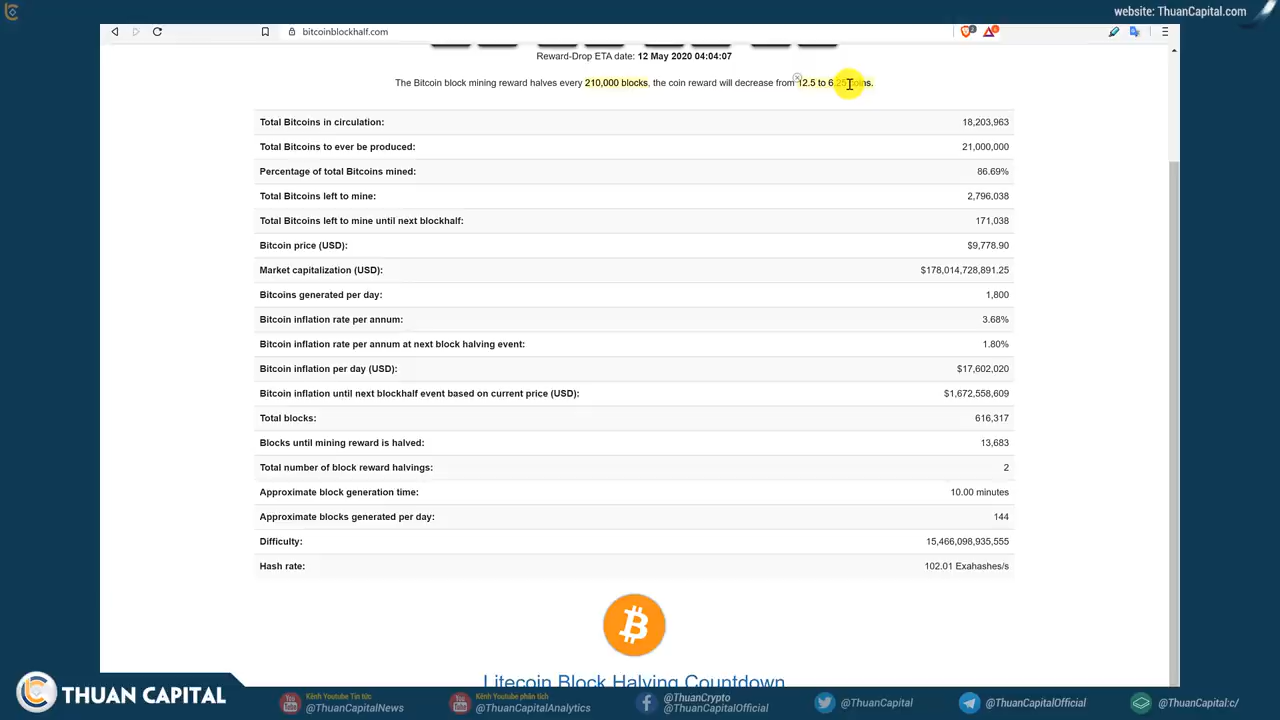 website: ThuanCapital.com
bitcoinblockhalf.com
Reward-Drop ETA date: 12 May 2020 04:04:07
The Bitcoin block mining reward halves every 210,000 blocks, the coin reward will decrease from 12.5 to 6.25 coins.
Total Bitcoins in circulation: 18,203,963
Total Bitcoins to ever be produced: 21,000,000
Percentage of total Bitcoins mined: 86.69%
Total Bitcoins left to mine: 2,796,038
Total Bitcoins left to mine until next blockhalf: 171,038
Bitcoin price (USD): $9,778.90
Market capitalization (USD): $178,014,728,891.25
Bitcoins generated per day: 1,800
Bitcoin inflation rate per annum: 3.68%
Bitcoin inflation rate per annum at next block halving event: 1.80%
Bitcoin inflation per day (USD): $17,602,020
Bitcoin inflation until next blockhalf event based on current price (USD): $1,672,558,609
Total blocks: 616,317
Blocks until mining reward is halved: 13,683
Total number of block reward halvings: 2
Approximate block generation time: 10.00 minutes
Approximate blocks generated per day: 144
Difficulty: 15,466,098,935,555
Hash rate: 102.01 Exahashes/s
Litecoin Block Halving Countdown
THUAN CAPITAL
Kênh Youtube Tin tức
@ThuanCapitalNews
Kênh Youtube phân tích
@ThuanCapitalAnalytics
@ThuanCrypto
@ThuanCapitalOfficial
@ThuanCapital
@ThuanCapitalOfficial
@ThuanCapital:c/